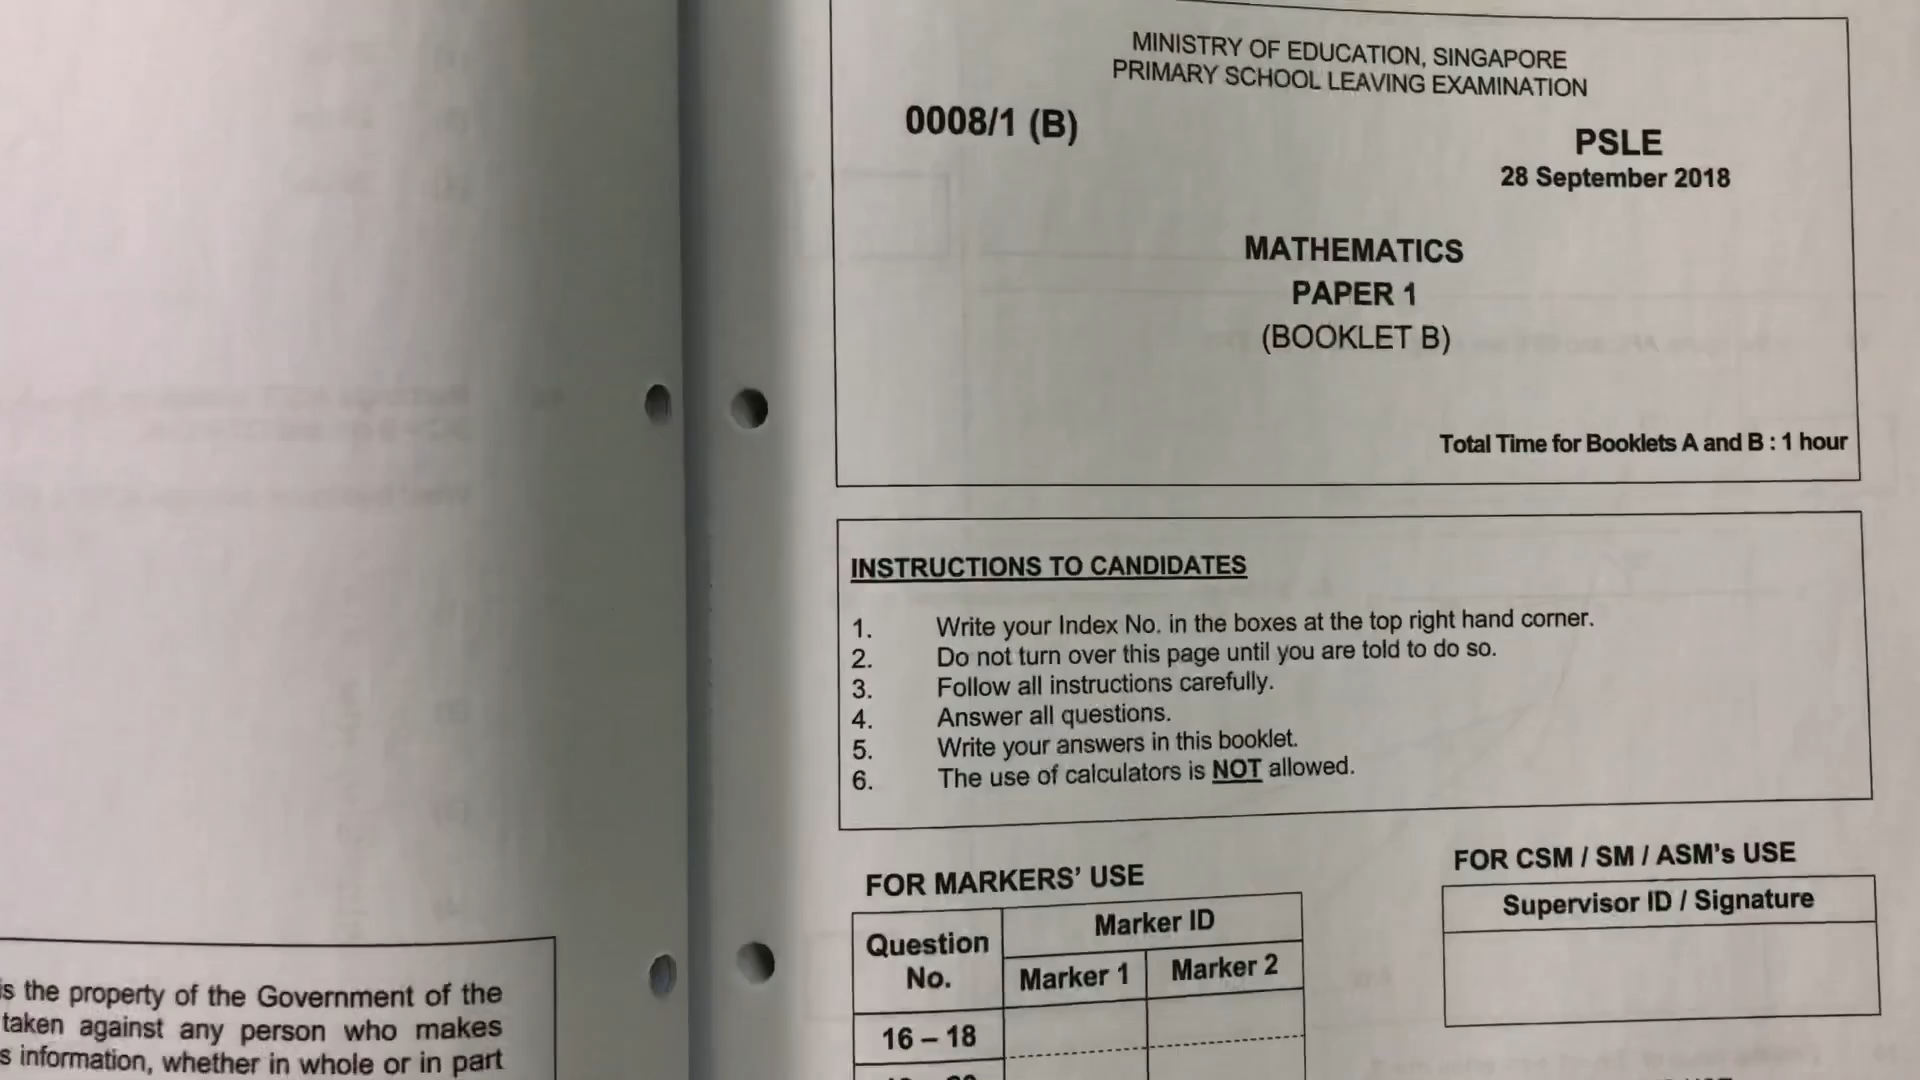 MINISTRY OF EDUCATION, SINGAPORE
PRIMARY SCHOOL LEAVING EXAMINATION
0008/1 (B)
PSLE
28 September 2018
MATHEMATICS
PAPER 1
(BOOKLET B)
Total Time for Booklets A and B : 1 hour
INSTRUCTIONS TO CANDIDATES
1. Write your Index No. in the boxes at the top right hand corner.
2. Do not turn over this page until you are told to do so.
3. Follow all instructions carefully.
4. Answer all questions.
5. Write your answers in this booklet.
6. The use of calculators is NOT allowed.
FOR MARKERS' USE
Question No.
Marker ID
Marker 1
Marker 2
16 – 18
FOR CSM / SM / ASM's USE
Supervisor ID / Signature
is the property of the Government of the
taken against any person who makes
s information, whether in whole or in part